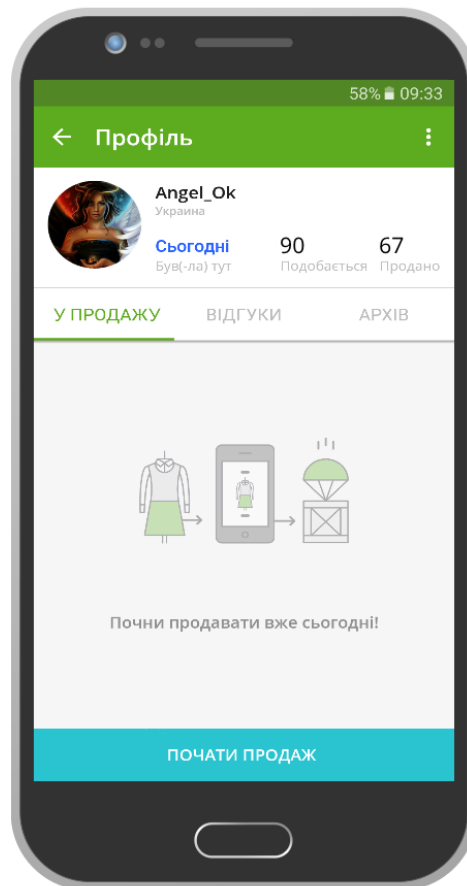 58% 09:33
Профіль
Angel_Ok
Украина
Сьогодні 90 67
Був(-ла) тут Подобається Продано
У ПРОДАЖУ ВІДГУКИ АРХІВ
Почни продавати вже сьогодні!
ПОЧАТИ ПРОДАЖ